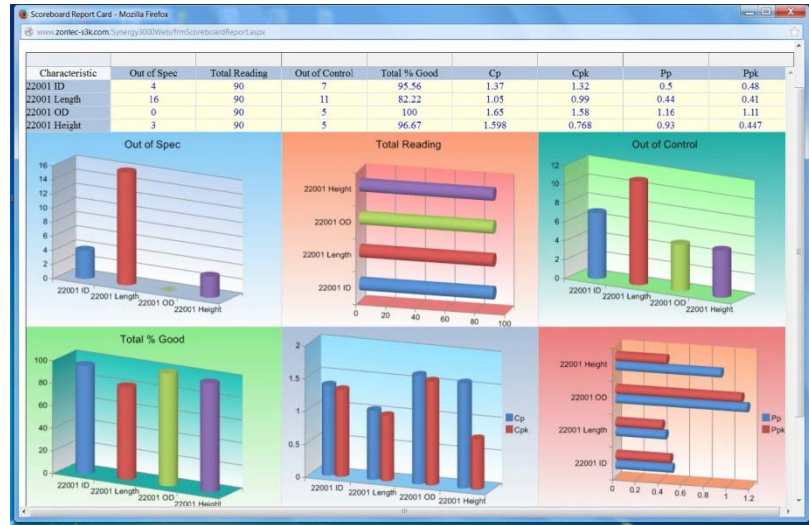 Scoreboard Report Card - Mozilla Firefox
www.zontec-s3k.com/Synergy3000Web/frmScoreboardReport.aspx
Characteristic Out of Spec Total Reading Out of Control Total % Good Cp Cpk Pp Ppk
22001 ID 4 90 7 95.56 1.37 1.32 0.5 0.48
22001 Length 16 90 11 82.22 1.05 0.99 0.44 0.41
22001 OD 0 90 5 100 1.65 1.58 1.16 1.11
22001 Height 3 90 5 96.67 1.598 0.768 0.93 0.447
Out of Spec
16
14
12
10
8
6
4
2
0
22001 ID
22001 Length
22001 OD
22001 Height
Total Reading
22001 Height
22001 OD
22001 Length
22001 ID
0 20 40 60 80 100
Out of Control
12
10
8
6
4
2
0
22001 ID
22001 Length
22001 OD
22001 Height
Total % Good
100
80
60
40
20
0
22001 ID
22001 Length
22001 OD
22001 Height
2
1.5
1
0.5
0
22001 ID
22001 Length
22001 OD
22001 Height
Cp
Cpk
22001 Height
22001 OD
22001 Length
22001 ID
0 0.2 0.4 0.6 0.8 1 1.2
Pp
Ppk